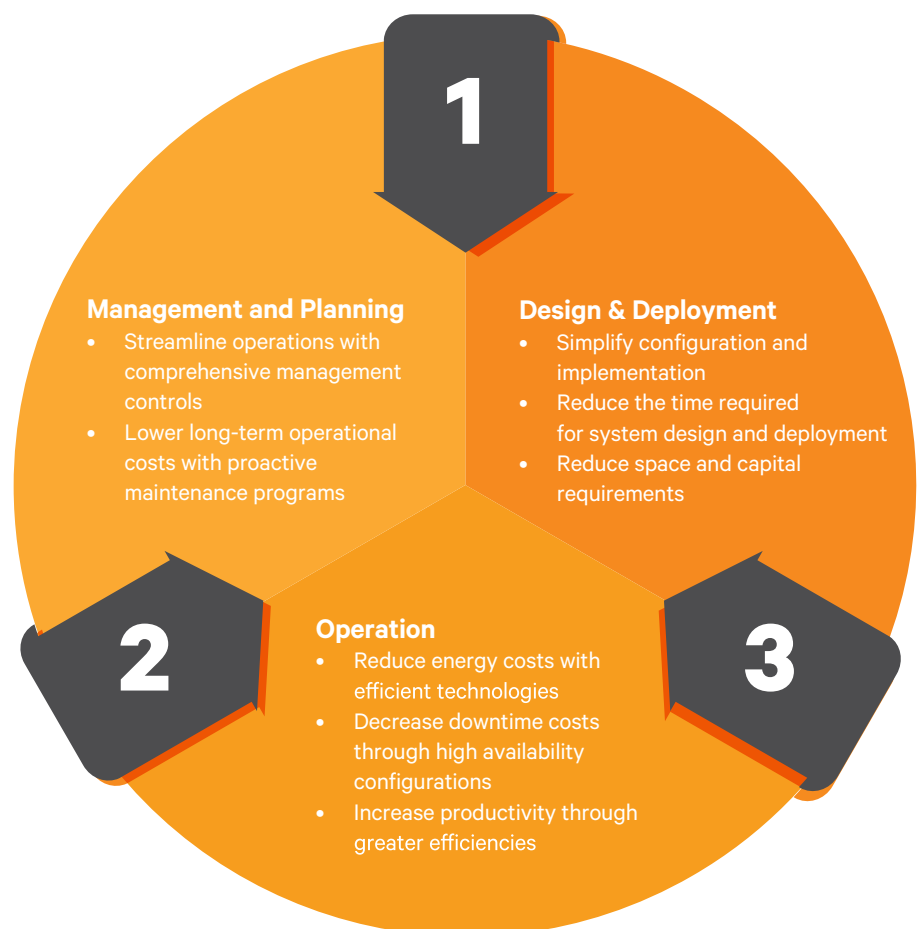 1
Management and Planning
• Streamline operations with
comprehensive management
controls
• Lower long-term operational
costs with proactive
maintenance programs
Design & Deployment
• Simplify configuration and
implementation
• Reduce the time required
for system design and deployment
• Reduce space and capital
requirements
2
Operation
• Reduce energy costs with
efficient technologies
• Decrease downtime costs
through high availability
configurations
• Increase productivity through
greater efficiencies
3